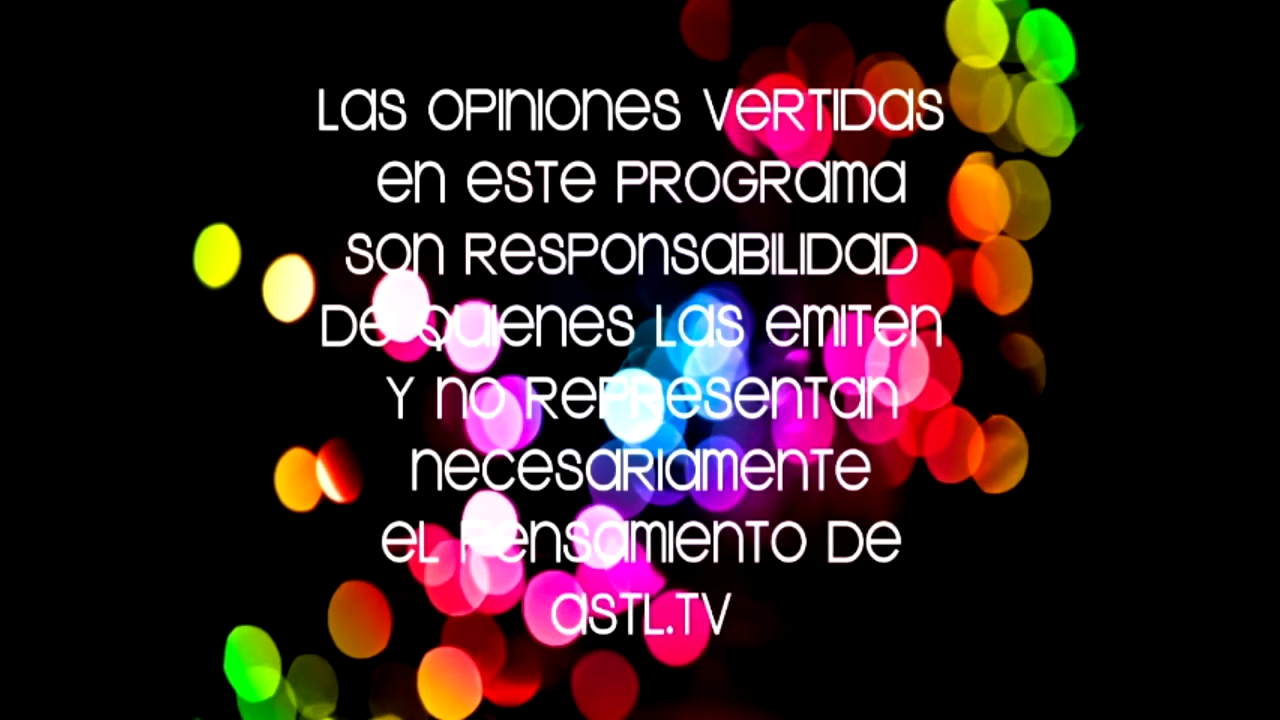 Las opiniones vertidas
en este programa
son responsabilidad
de quienes las emiten
y no representan
necesariamente
el pensamiento de
astl.tv